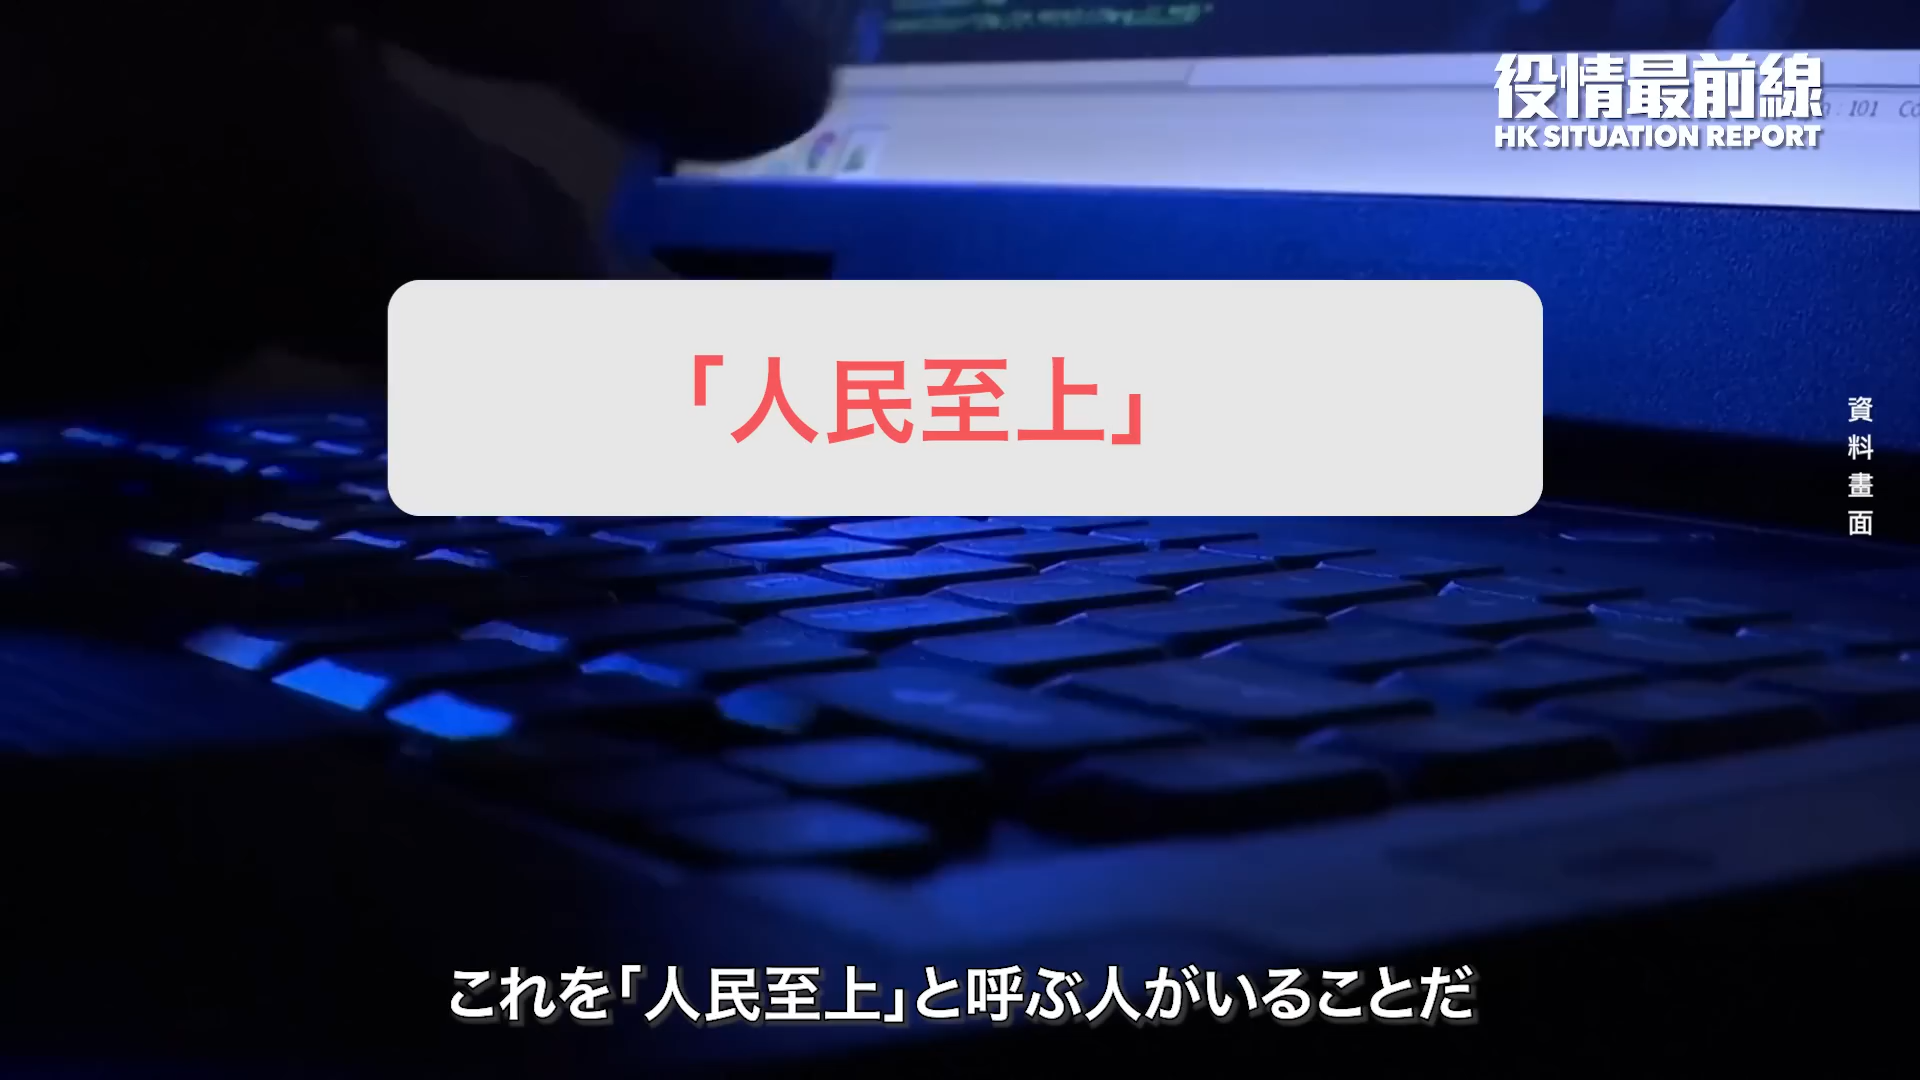 役情最前線
HK SITUATION REPORT
: 101
「人民至上」
資料畫面
これを「人民至上」と呼ぶ人がいることだ